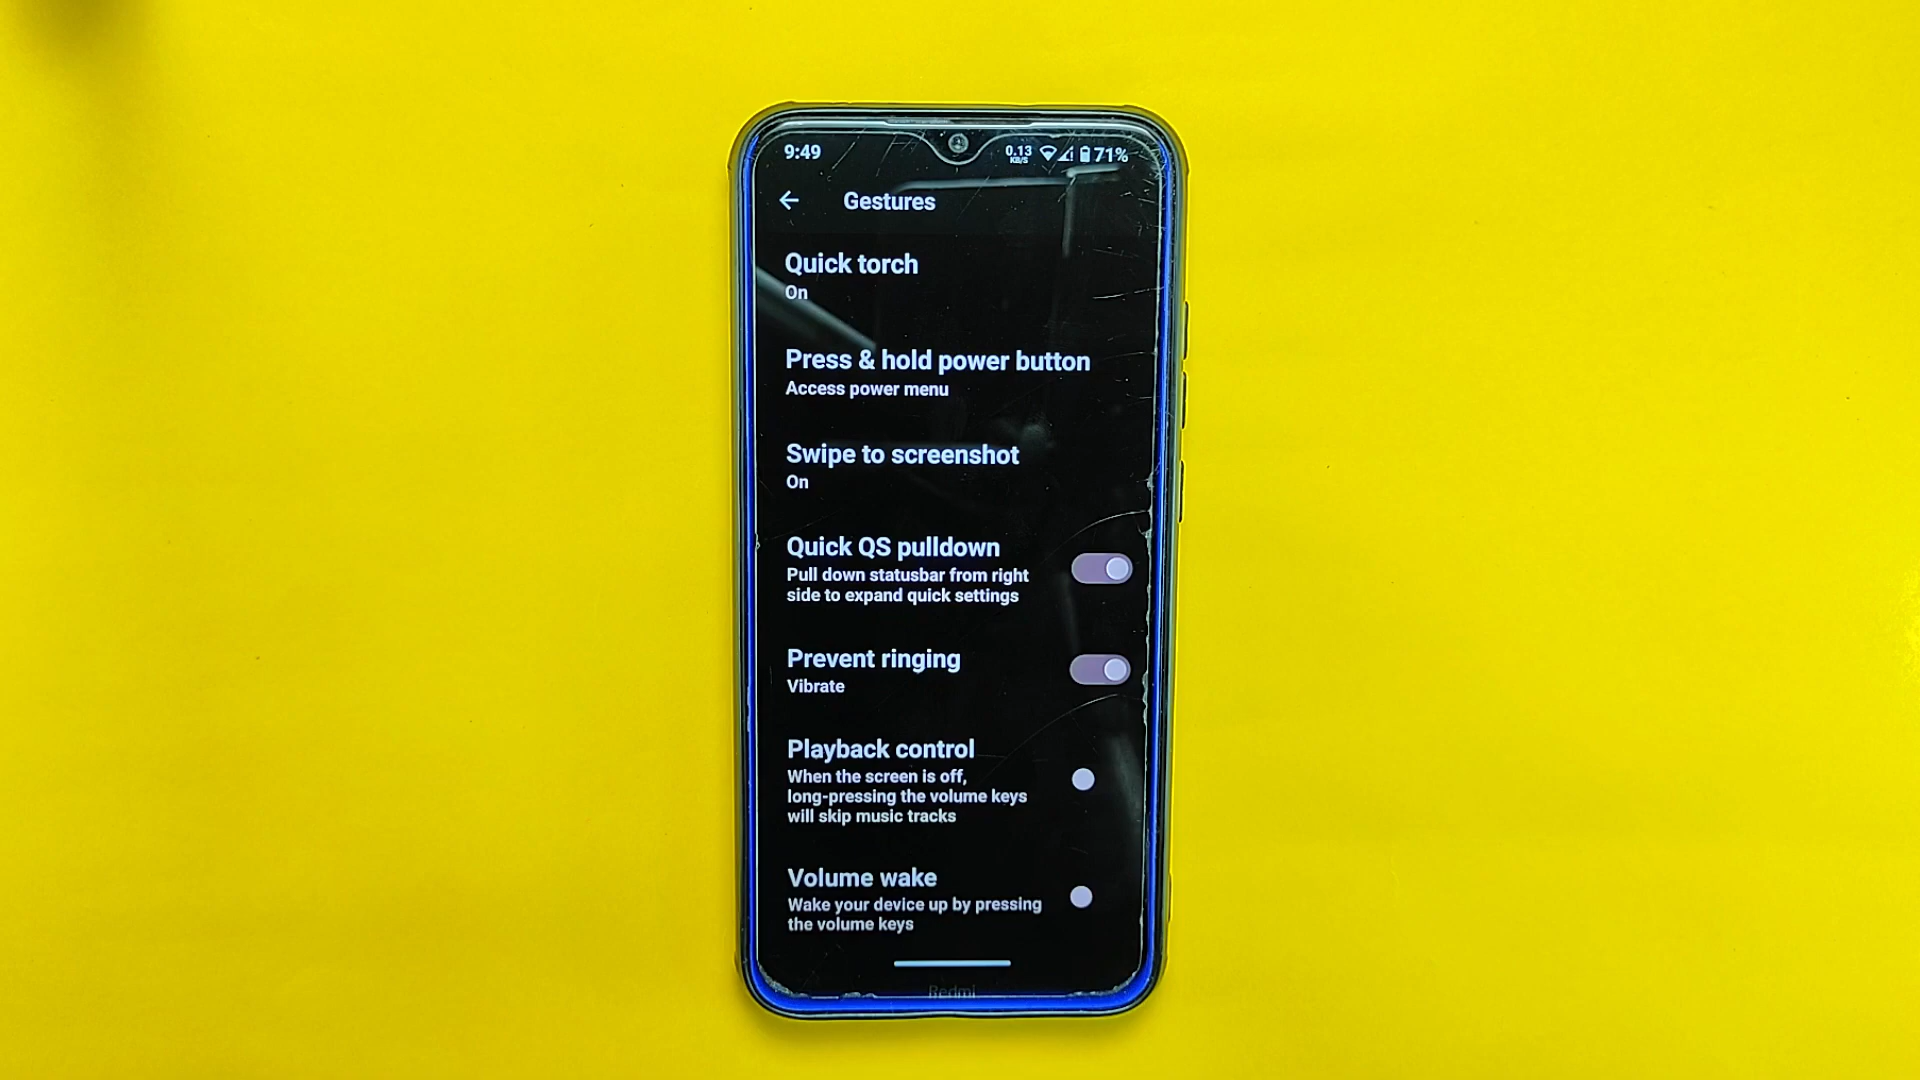 9:49
0.13
KB/S
71%
Gestures
Quick torch
On
Press & hold power button
Access power menu
Swipe to screenshot
On
Quick QS pulldown
Pull down statusbar from right
side to expand quick settings
Prevent ringing
Vibrate
Playback control
When the screen is off,
long-pressing the volume keys
will skip music tracks
Volume wake
Wake your device up by pressing
the volume keys
Redmi